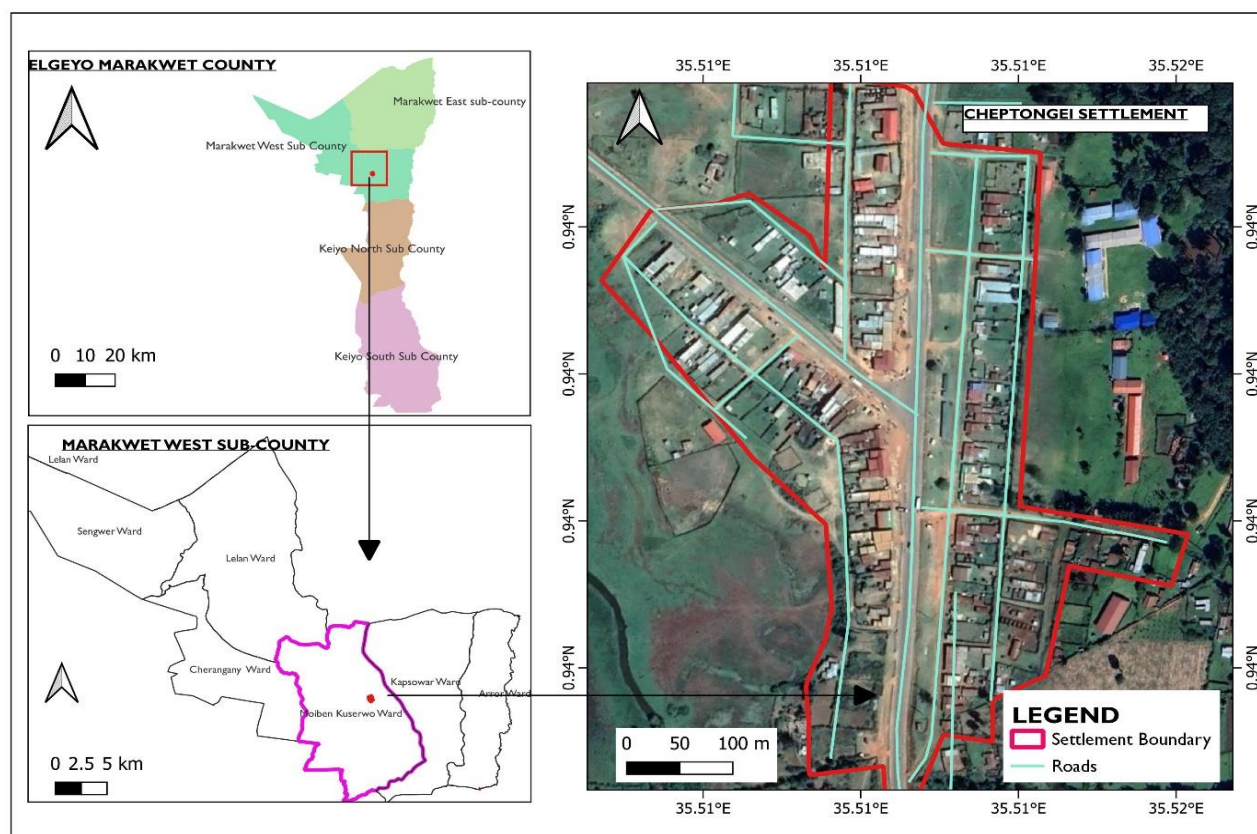 ELGEYO MARAKWET COUNTY
Marakwet East sub-county
Marakwet West Sub County
Keiyo North Sub County
Keiyo South Sub County
0 10 20 km
MARAKWET WEST SUB-COUNTY
Lelan Ward
Sengwer Ward
Lelan Ward
Cherangany Ward
Kapsowar Ward
Arror Ward
Moiben Kuserwo Ward
0 2.5 5 km
35.51°E 35.51°E 35.51°E 35.52°E
CHEPTONGEI SETTLEMENT
0.94°N 0.94°N
0.94°N 0.94°N
0.94°N 0.94°N
0.94°N 0.94°N
0 50 100 m
LEGEND
Settlement Boundary
Roads
35.51°E 35.51°E 35.51°E 35.52°E